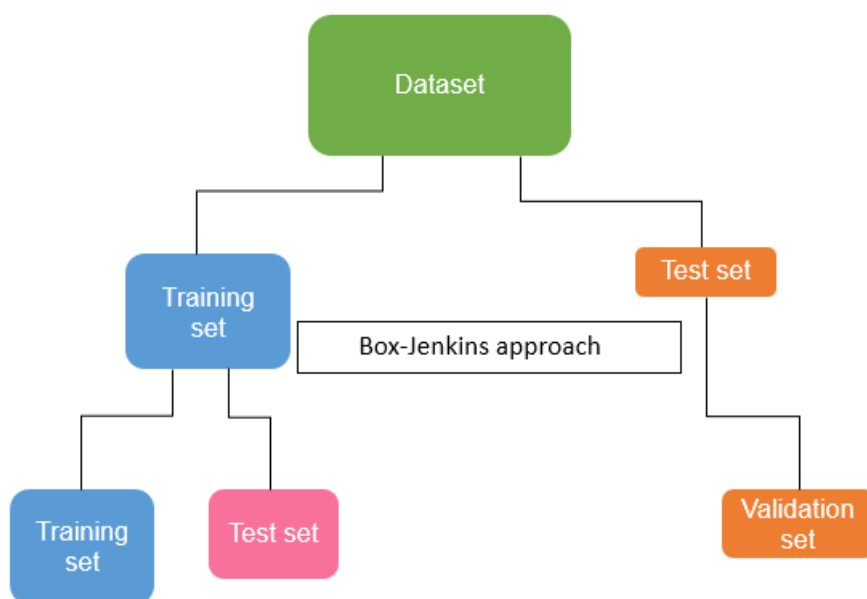 Dataset
Test set
Training
set
Box-Jenkins approach
Training
set
Test set
Validation
set